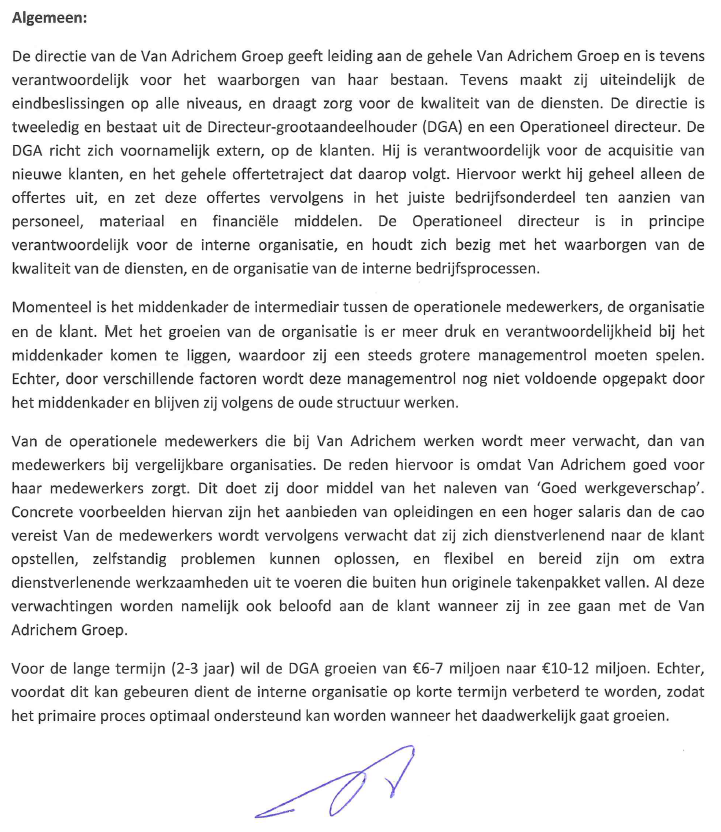 Algemeen:
De directie van de Van Adrichem Groep geeft leiding aan de gehele Van Adrichem Groep en is tevens
verantwoordelijk voor het waarborgen van haar bestaan. Tevens maakt zij uiteindelijk de
eindbeslissingen op alle niveaus, en draagt zorg voor de kwaliteit van de diensten. De directie is
tweeledig en bestaat uit de Directeur-grootaandeelhouder (DGA) en een Operationeel directeur. De
DGA richt zich voornamelijk extern, op de klanten. Hij is verantwoordelijk voor de acquisitie van
nieuwe klanten, en het gehele offertetraject dat daarop volgt. Hiervoor werkt hij geheel alleen de
offertes uit, en zet deze offertes vervolgens in het juiste bedrijfsonderdeel ten aanzien van
personeel, materiaal en financiële middelen. De Operationeel directeur is in principe
verantwoordelijk voor de interne organisatie, en houdt zich bezig met het waarborgen van de
kwaliteit van de diensten, en de organisatie van de interne bedrijfsprocessen.
Momenteel is het middenkader de intermediair tussen de operationele medewerkers, de organisatie
en de klant. Met het groeien van de organisatie is er meer druk en verantwoordelijkheid bij het
middenkader komen te liggen, waardoor zij een steeds grotere managementrol moeten spelen.
Echter, door verschillende factoren wordt deze managementrol nog niet voldoende opgepakt door
het middenkader en blijven zij volgens de oude structuur werken.
Van de operationele medewerkers die bij Van Adrichem werken wordt meer verwacht, dan van
medewerkers bij vergelijkbare organisaties. De reden hiervoor is omdat Van Adrichem goed voor
haar medewerkers zorgt. Dit doet zij door middel van het naleven van ‘Goed werkgeverschap’.
Concrete voorbeelden hiervan zijn het aanbieden van opleidingen en een hoger salaris dan de cao
vereist Van de medewerkers wordt vervolgens verwacht dat zij zich dienstverlenend naar de klant
opstellen, zelfstandig problemen kunnen oplossen, en flexibel en bereid zijn om extra
dienstverlenende werkzaamheden uit te voeren die buiten hun originele takenpakket vallen. Al deze
verwachtingen worden namelijk ook beloofd aan de klant wanneer zij in zee gaan met de Van
Adrichem Groep.
Voor de lange termijn (2-3 jaar) wil de DGA groeien van €6-7 miljoen naar €10-12 miljoen. Echter,
voordat dit kan gebeuren dient de interne organisatie op korte termijn verbeterd te worden, zodat
het primaire proces optimaal ondersteund kan worden wanneer het daadwerkelijk gaat groeien.